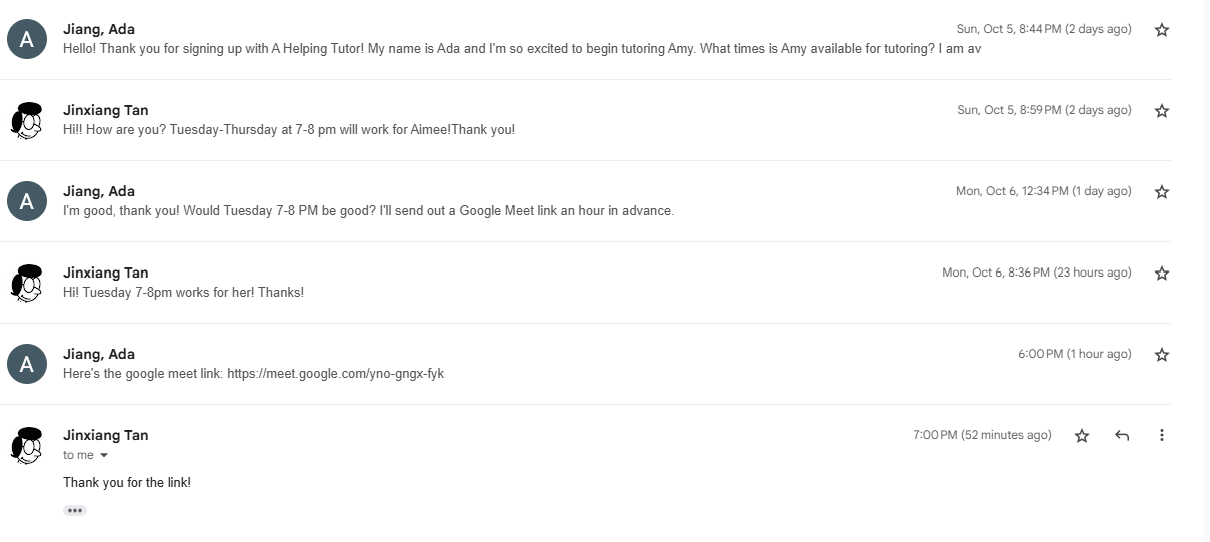 A
Jiang, Ada
Sun, Oct 5, 8:44 PM (2 days ago)
Hello! Thank you for signing up with A Helping Tutor! My name is Ada and I'm so excited to begin tutoring Amy. What times is Amy available for tutoring? I am av
Jinxiang Tan
Sun, Oct 5, 8:59 PM (2 days ago)
Hi!! How are you? Tuesday-Thursday at 7-8 pm will work for Aimee!Thank you!
A
Jiang, Ada
Mon, Oct 6, 12:34 PM (1 day ago)
I'm good, thank you! Would Tuesday 7-8 PM be good? I'll send out a Google Meet link an hour in advance.
Jinxiang Tan
Mon, Oct 6, 8:36 PM (23 hours ago)
Hi! Tuesday 7-8pm works for her! Thanks!
A
Jiang, Ada
6:00 PM (1 hour ago)
Here's the google meet link: https://meet.google.com/yno-gngx-fyk
Jinxiang Tan
7:00 PM (52 minutes ago)
to me
Thank you for the link!